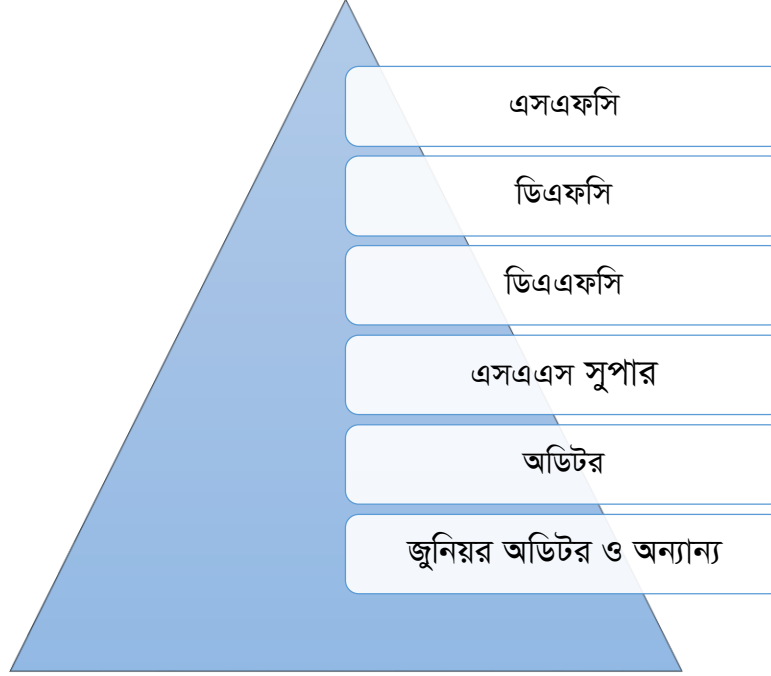 এসএফসি
ডিএফসি
ডিএএফসি
এসএএস সুপার
অডিটর
জুনিয়র অডিটর ও অন্যান্য